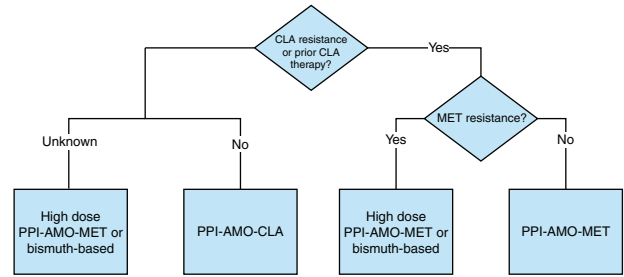 CLA resistance
or prior CLA
therapy?
Yes
MET resistance?
Unknown
No
Yes
No
High dose
PPI-AMO-MET or
bismuth-based
PPI-AMO-CLA
High dose
PPI-AMO-MET or
bismuth-based
PPI-AMO-MET